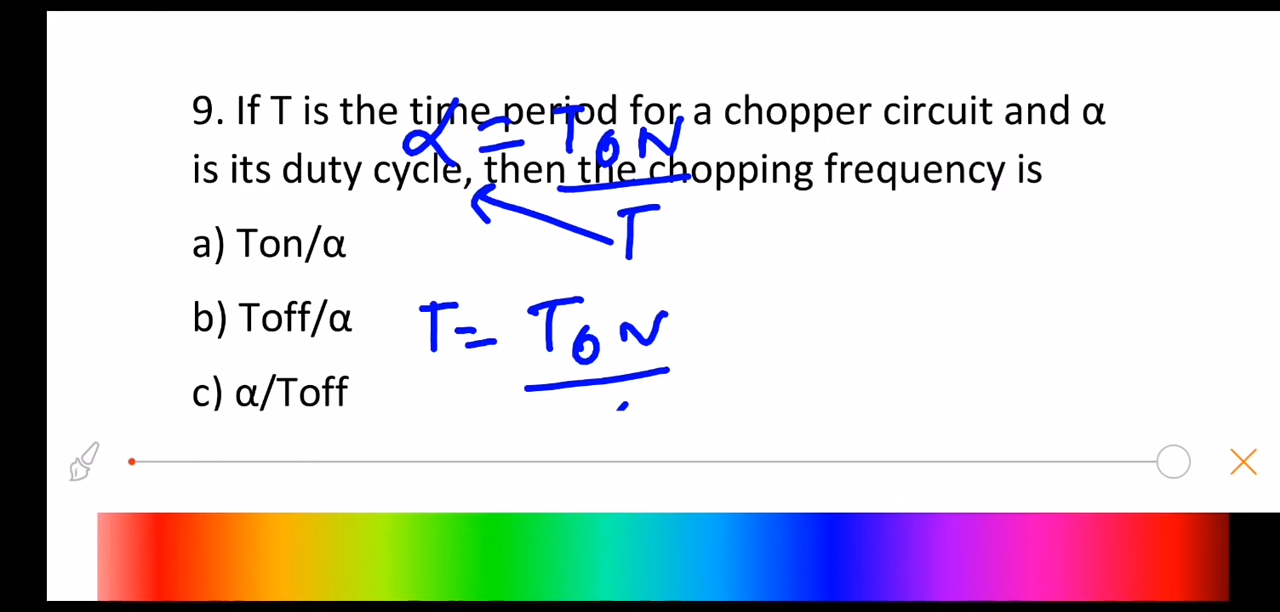 9. If T is the time period for a chopper circuit and α
α = TON
is its duty cycle, then the chopping frequency is
T
a) Ton/α
b) Toff/α
T = TON
c) α/Toff